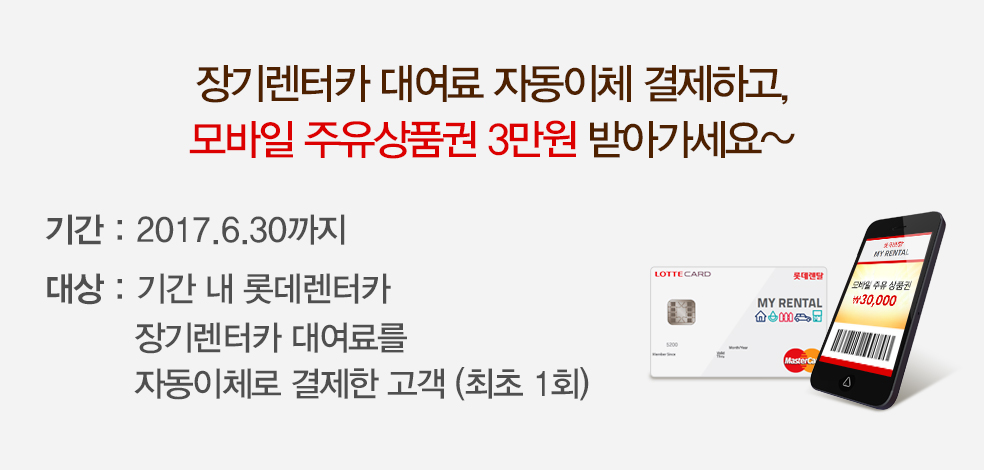 장기렌터카 대여료 자동이체 결제하고,
모바일 주유상품권 3만원 받아가세요~
기간 : 2017.6.30까지
대상 : 기간 내 롯데렌터카
장기렌터카 대여료를
자동이체로 결제한 고객 (최초 1회)
LOTTECARD 롯데렌탈
MY RENTAL
5200
MasterCa
롯데렌탈
MY RENTAL
모바일 주유 상품권
₩30,000